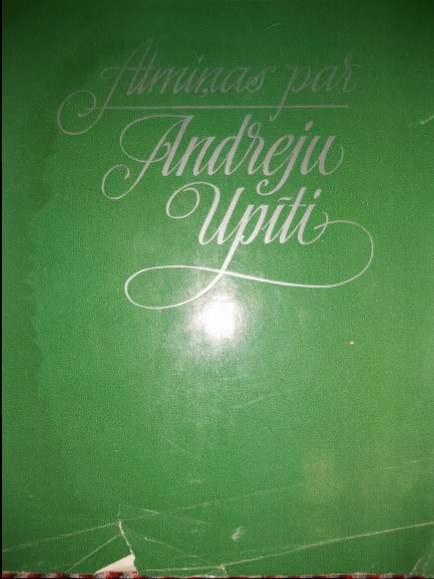 Atmiņas par
Andreju
Upīti